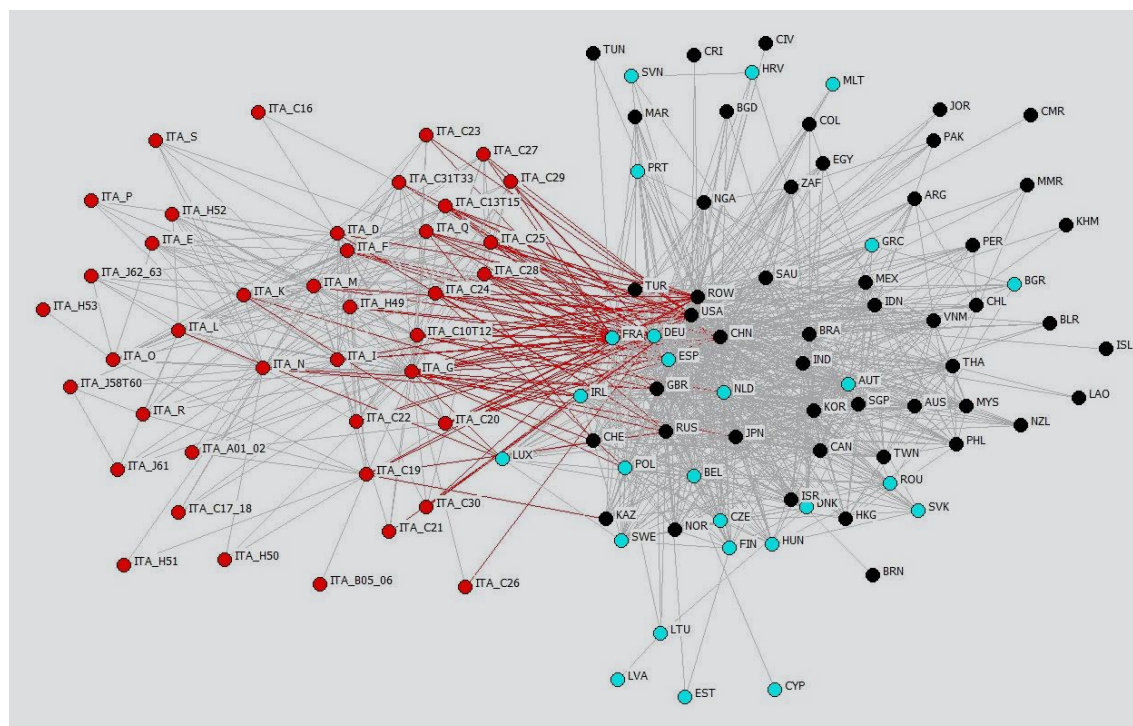 CIV
TUN
CRI
SVN
HRV
MLT
ITA_C16
MAR
BGD
COL
JOR
CMR
ITA_S
ITA_C23
PAK
ITA_C27
EGY
PRT
ITA_C31T33
ITA_C29
ZAF
MMR
ITA_P
ITA_C13T15
NGA
ARG
ITA_H52
KHM
ITA_D
ITA_Q
ITA_E
ITA_F
ITA_C25
GRC
PER
ITA_J62_63
ITA_M
ITA_C28
SAU
MEX
BGR
ITA_K
ITA_C24
TUR
ROW
ITA_H53
ITA_H49
IDN
CHL
USA
VNM
BLR
ITA_L
ITA_C10T12
FRA
DEU
CHN
BRA
ISL
ITA_O
ITA_I
ESP
IND
THA
ITA_N
ITA_G
ITA_J58T60
GBR
NLD
AUT
IRL
LAO
ITA_R
KOR
SGP
AUS
MYS
ITA_C22
ITA_C20
NZL
RUS
JPN
CHE
PHL
ITA_A01_02
CAN
TWN
LUX
ITA_J61
ITA_C19
POL
BEL
ROU
ISR
ITA_C17_18
ITA_C30
DNK
SVK
KAZ
CZE
HKG
ITA_C21
NOR
SWE
FIN
HUN
ITA_H51
ITA_H50
BRN
ITA_B05_06
ITA_C26
LTU
LVA
CYP
EST